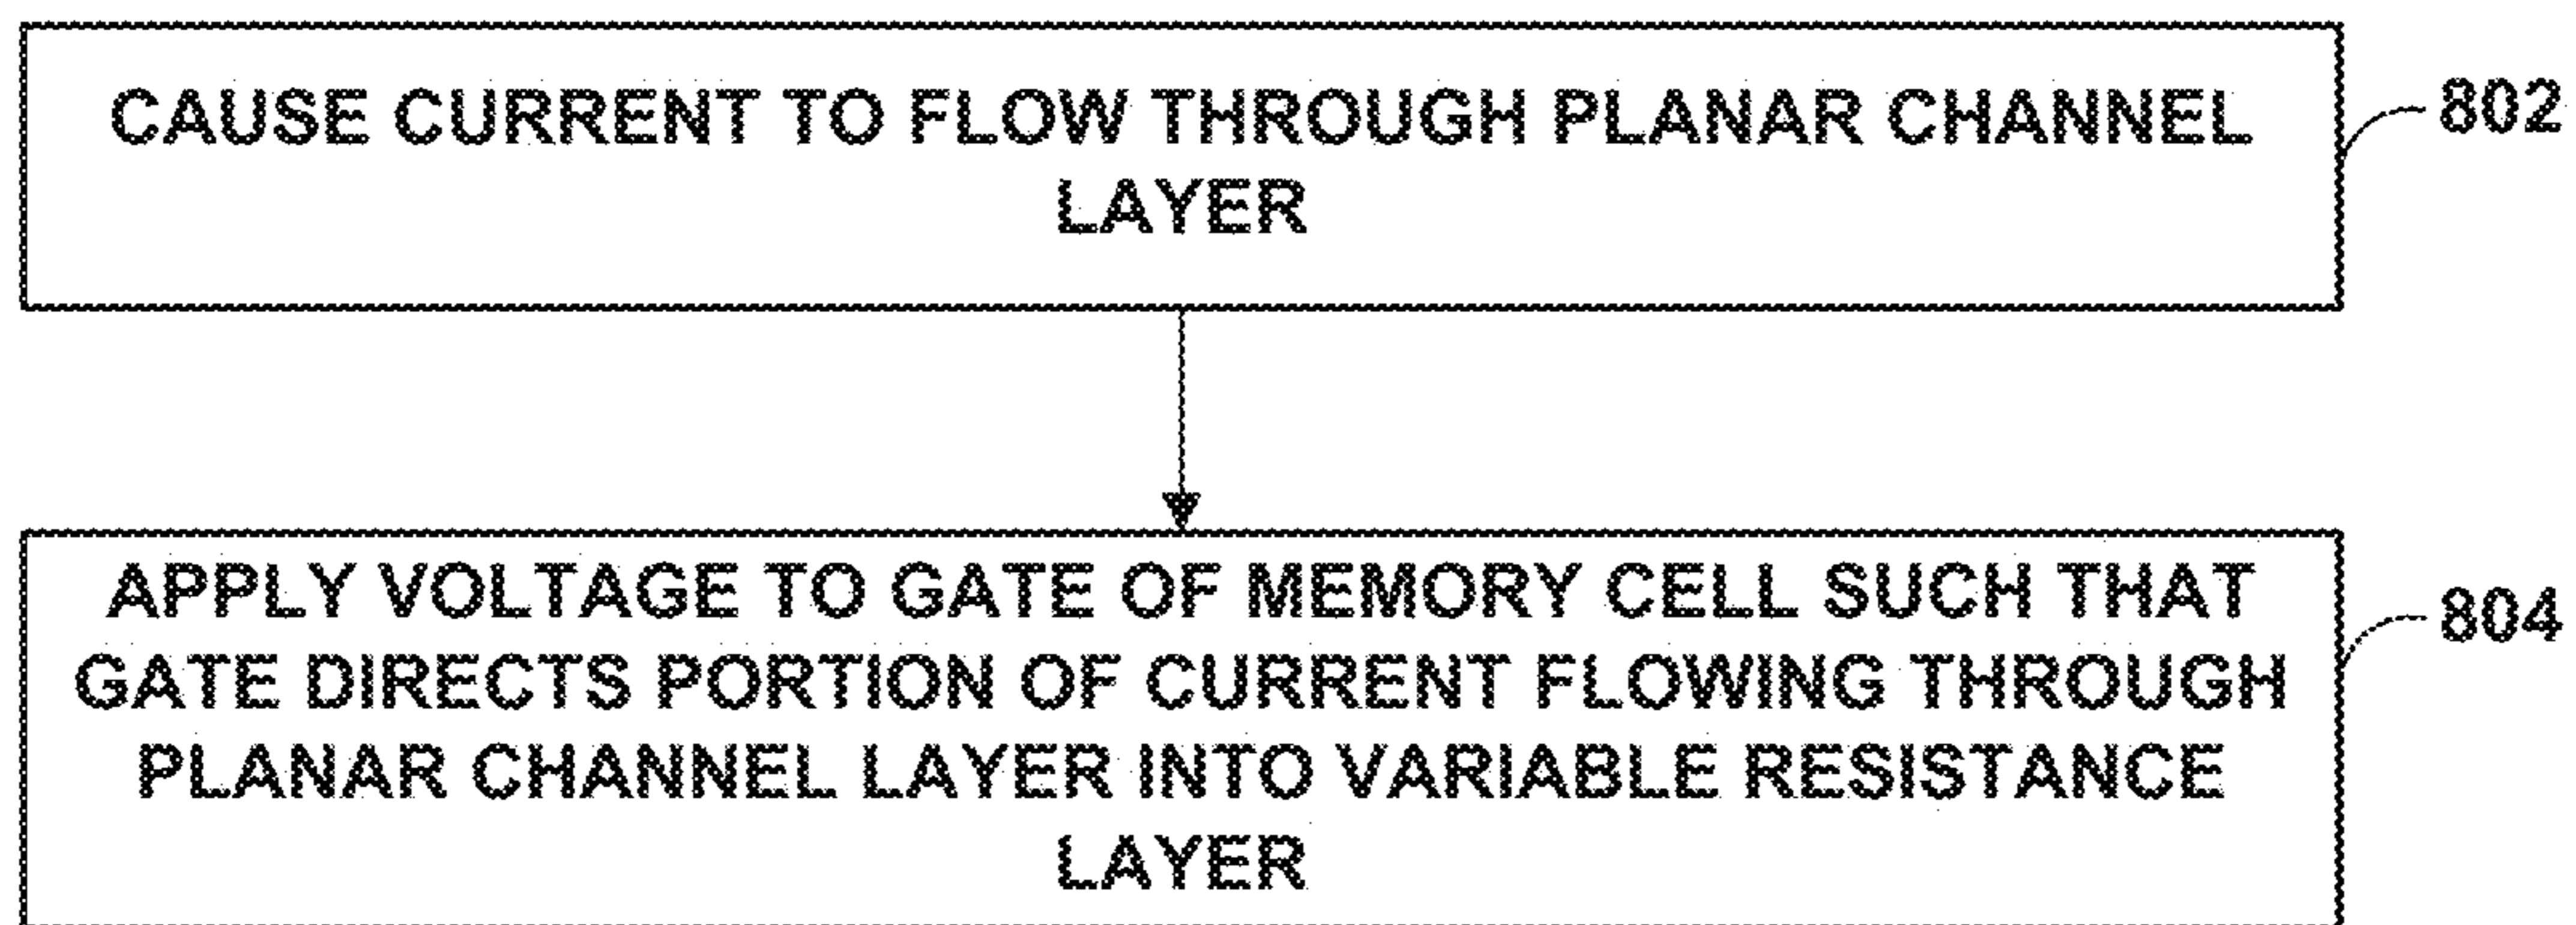 CAUSE CURRENT TO FLOW THROUGH PLANAR CHANNEL
LAYER
802
APPLY VOLTAGE TO GATE OF MEMORY CELL SUCH THAT
GATE DIRECTS PORTION OF CURRENT FLOWING THROUGH
PLANAR CHANNEL LAYER INTO VARIABLE RESISTANCE
LAYER
804